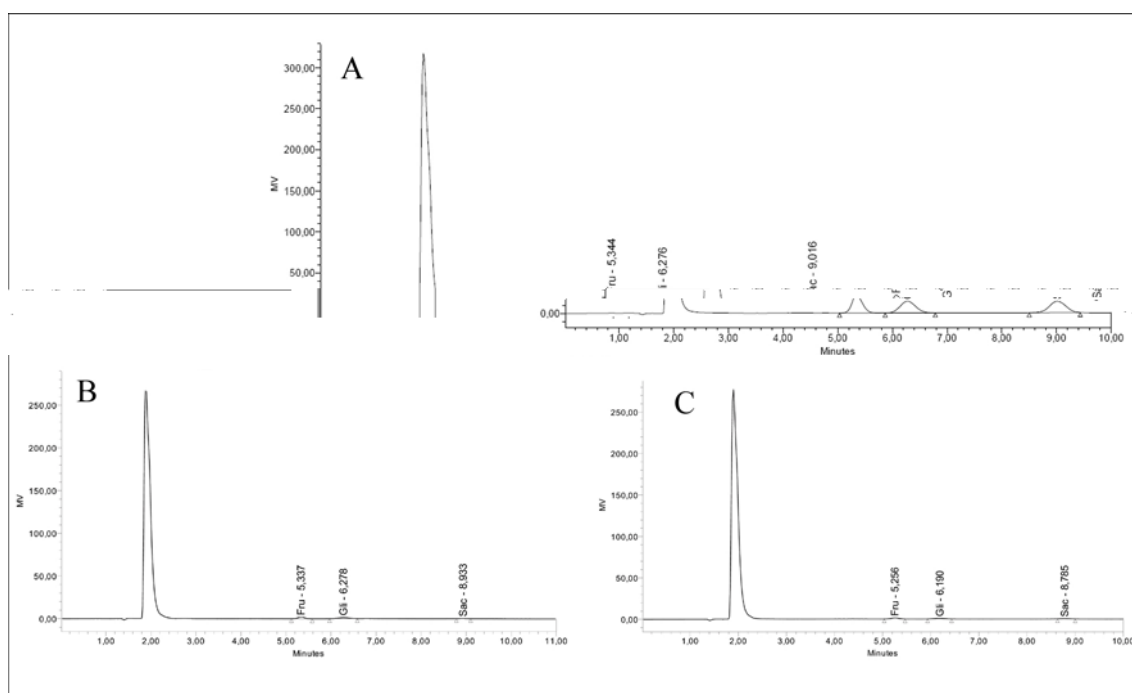 A
300,00
250,00
200,00
150,00
100,00
50,00
MV
ru - 5,344
i - 6,276
ac - 9,016
0,00
1,00 2,00 3,00 4,00 5,00 6,00 7,00 8,00 9,00 10,00
Minutes
B
250,00
200,00
150,00
100,00
50,00
0,00
MV
Fru - 5,337
Gli - 6,278
Sac - 8,933
1,00 2,00 3,00 4,00 5,00 6,00 7,00 8,00 9,00 10,00 11,00
Minutes
C
250,00
200,00
150,00
100,00
50,00
0,00
MV
Fru - 5,256
Gli - 6,190
Sac - 8,785
1,00 2,00 3,00 4,00 5,00 6,00 7,00 8,00 9,00 10,00
Minutes